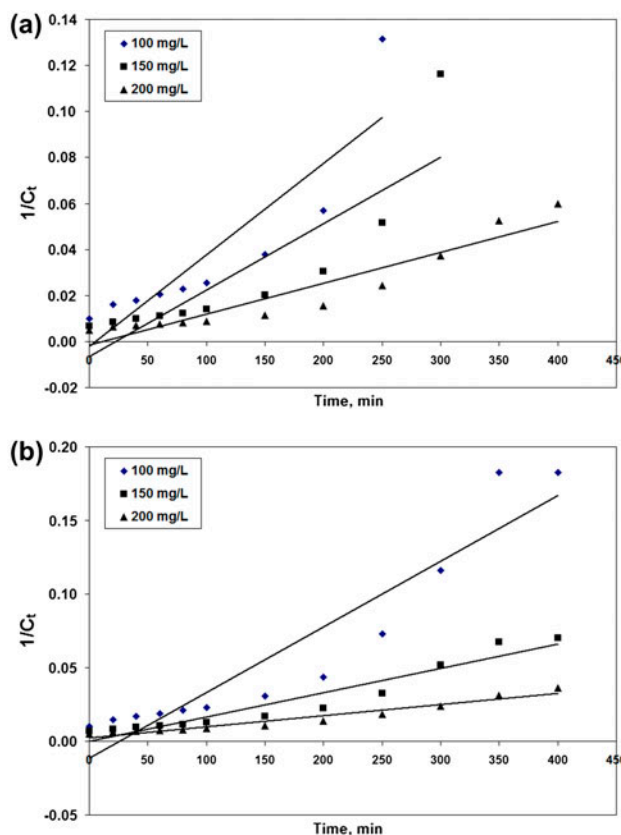 (a)
100 mg/L
150 mg/L
200 mg/L
0.14
0.12
0.10
0.08
0.06
0.04
0.02
0.00
-0.02
1/Ct
0 50 100 150 200 250 300 350 400 450
Time, min
(b)
100 mg/L
150 mg/L
200 mg/L
0.20
0.15
0.10
0.05
0.00
-0.05
1/Ct
0 50 100 150 200 250 300 350 400 450
Time, min